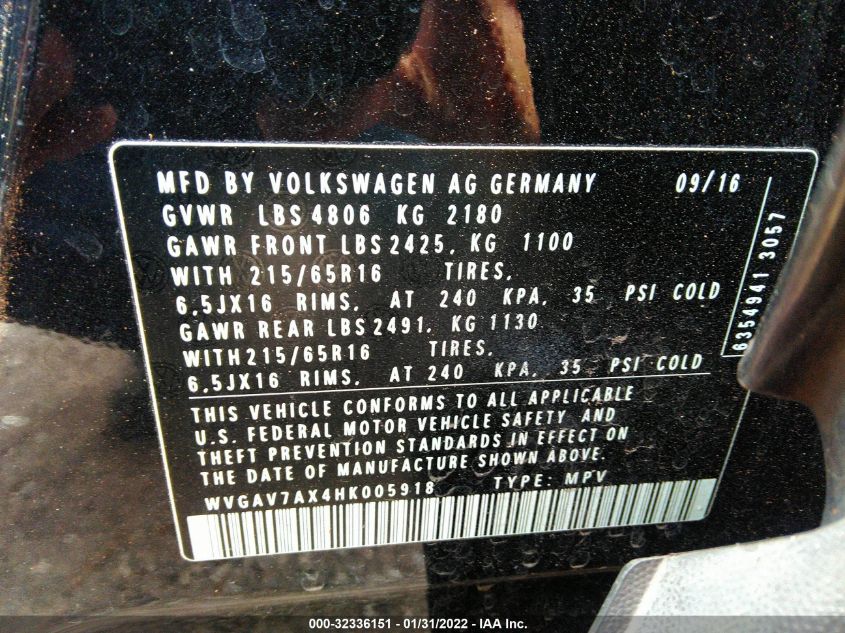 MFD BY VOLKSWAGEN AG GERMANY 09/16
GVWR LBS 4806 KG 2180
GAWR FRONT LBS 2425, KG 1100
WITH 215/65R16 TIRES,
6,5JX16 RIMS, AT 240 KPA, 35 PSI COLD
GAWR REAR LBS 2491, KG 1130
WITH 215/65R16 TIRES,
6,5JX16 RIMS, AT 240 KPA, 35 PSI COLD
6354941 3057
THIS VEHICLE CONFORMS TO ALL APPLICABLE
U.S. FEDERAL MOTOR VEHICLE SAFETY AND
THEFT PREVENTION STANDARDS IN EFFECT ON
THE DATE OF MANUFACTURE SHOWN ABOVE.
WVGAV7AX4HK005918 TYPE: MPV
000-32336151 - 01/31/2022 - IAA Inc.